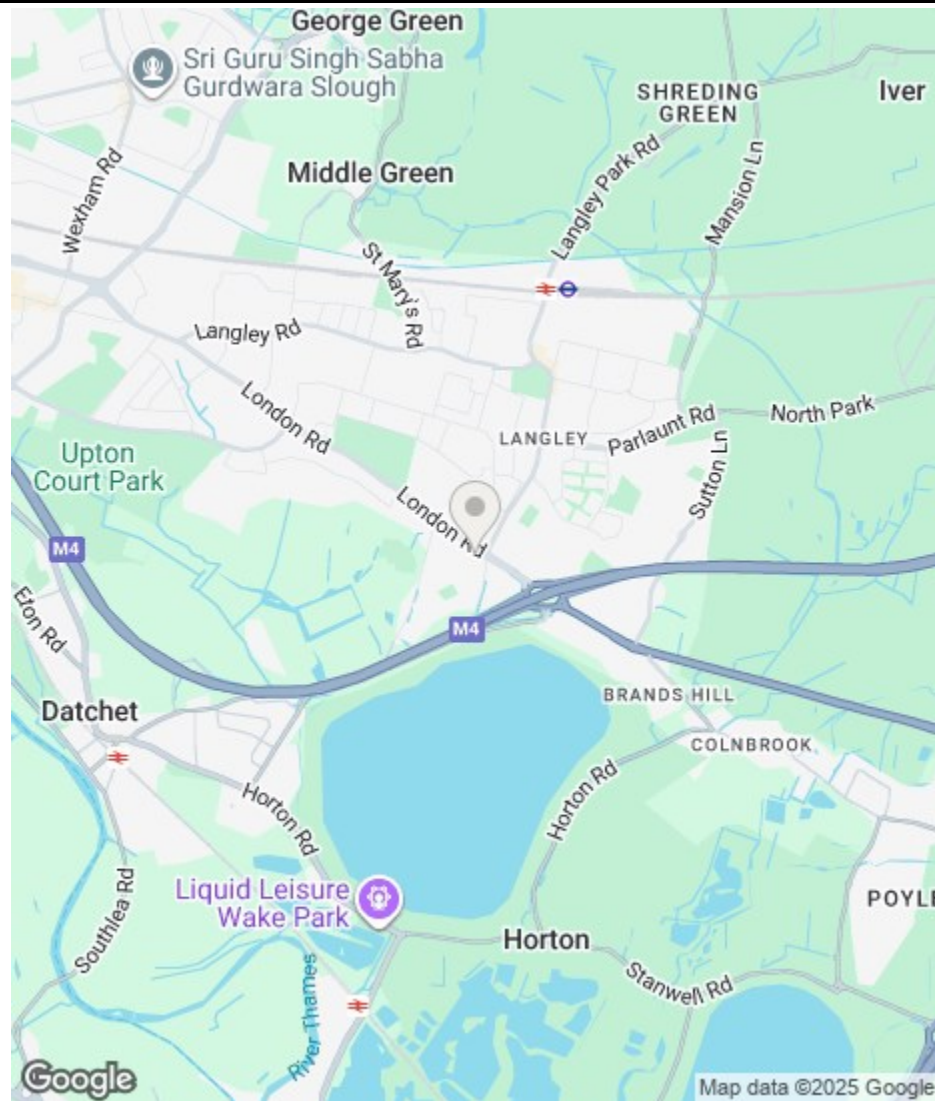 George Green
Sri Guru Singh Sabha
Gurdwara Slough
SHREDING
GREEN
Iver
Wexham Rd
Middle Green
Langley Park Rd
Mansion Ln
St Mary's Rd
Langley Rd
London Rd
North Park
Parlaunt Rd
LANGLEY
Sutton Ln
Upton
Court Park
London Rd
M4
Eton Rd
M4
BRANDS HILL
Datchet
COLNBROOK
Horton Rd
Horton Rd
Liquid Leisure
Wake Park
POYLE
Southlea Rd
Horton
Stanwell Rd
River Thames
Google
Map data ©2025 Google